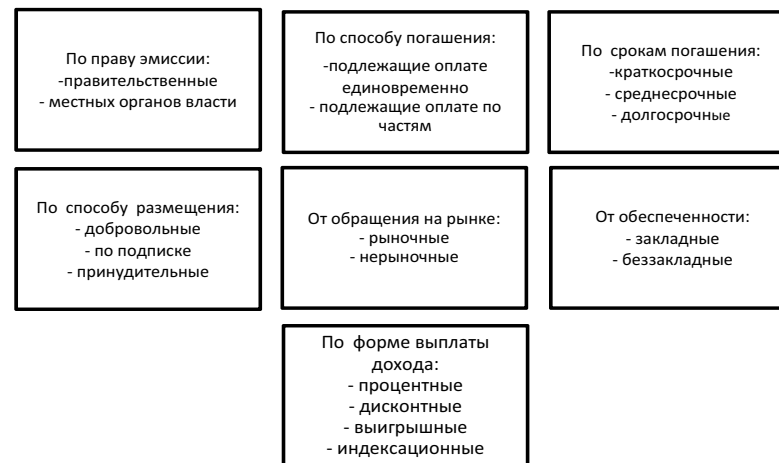 По праву эмиссии:
-правительственные
- местных органов власти
По способу погашения:
-подлежащие оплате
единовременно
- подлежащие оплате по
частям
По срокам погашения:
-краткосрочные
- среднесрочные
- долгосрочные
По способу размещения:
- добровольные
- по подписке
- принудительные
От обращения на рынке:
- рыночные
- нерыночные
От обеспеченности:
- закладные
- беззакладные
По форме выплаты
дохода:
- процентные
- дисконтные
- выигрышные
- индексационные